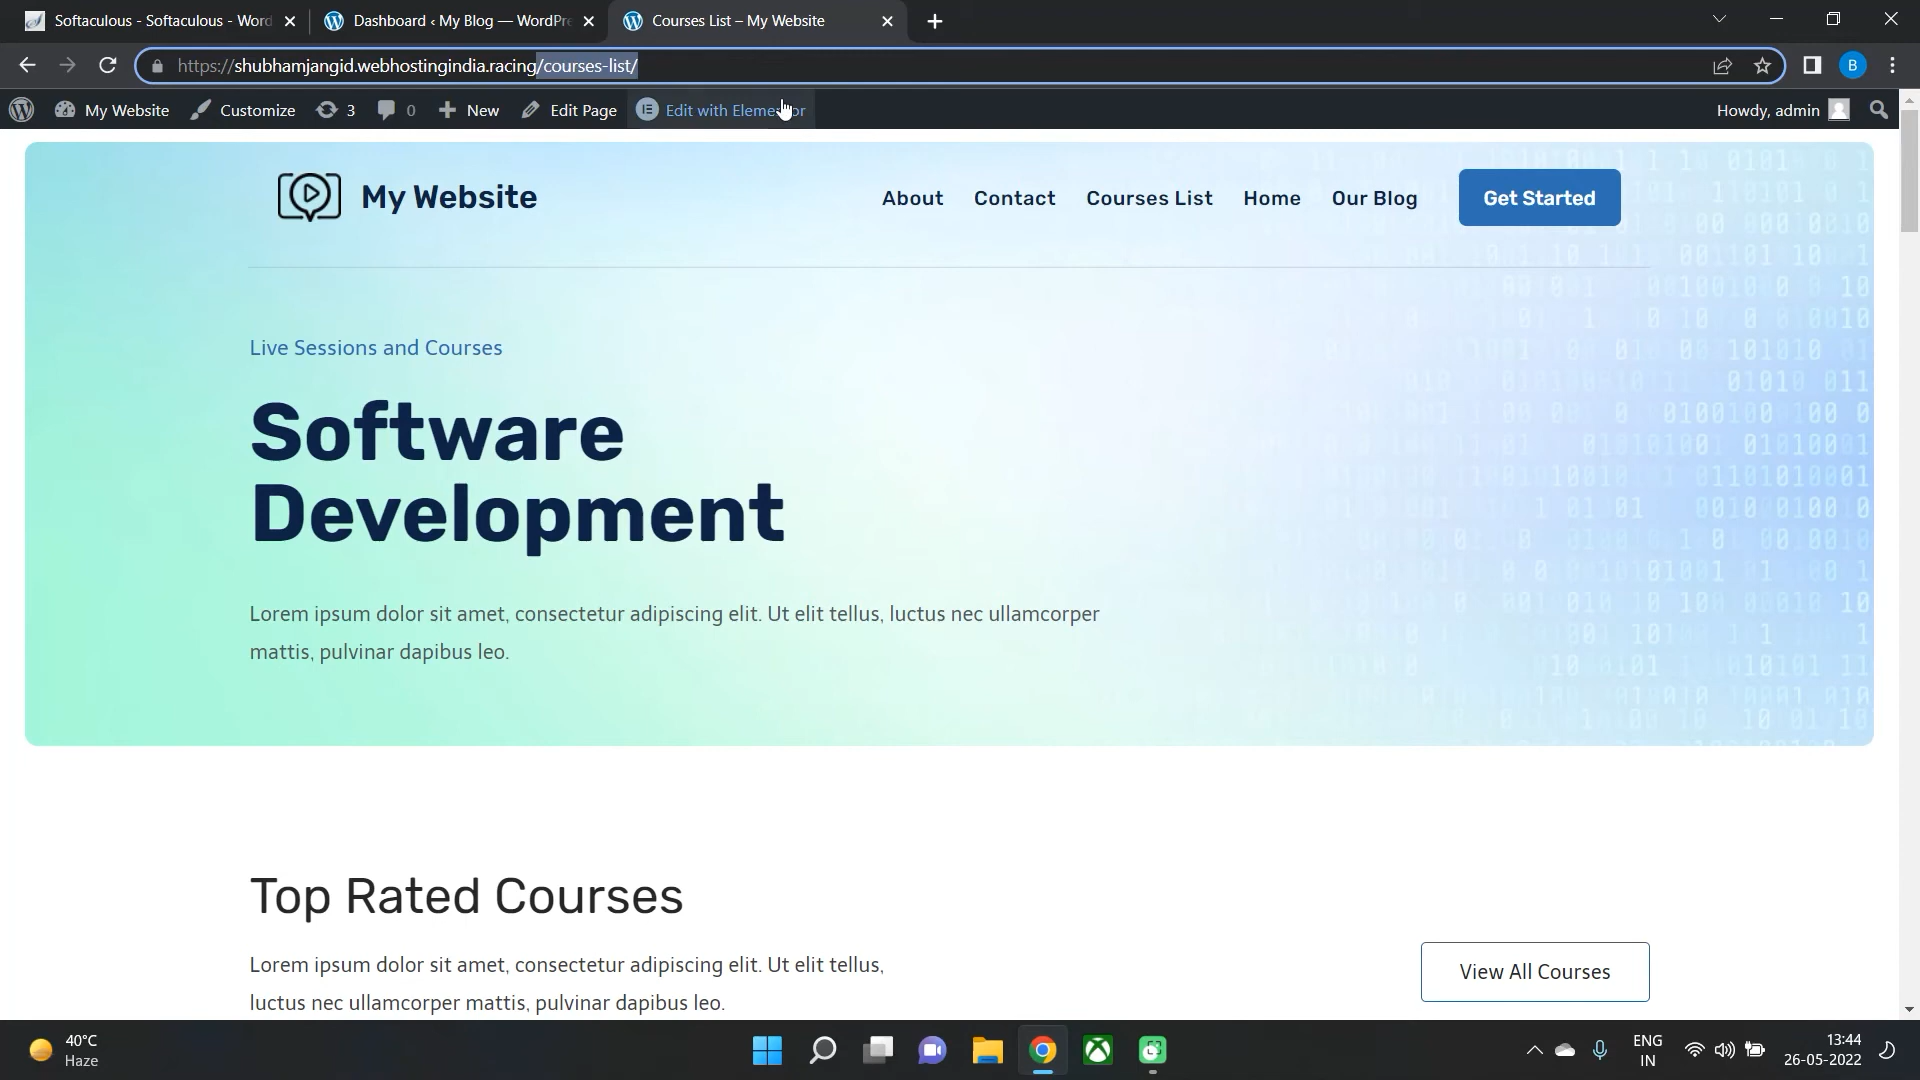 Softaculous - Softaculous - Word
Dashboard ‹ My Blog — WordPre
Courses List – My Website
https://shubhamjangid.webhostingindia.racing/courses-list/
B
My Website
Customize
3
0
New
Edit Page
Edit with Elementor
Howdy, admin
My Website
About
Contact
Courses List
Home
Our Blog
Get Started
Live Sessions and Courses
Software
Development
Lorem ipsum dolor sit amet, consectetur adipiscing elit. Ut elit tellus, luctus nec ullamcorper
mattis, pulvinar dapibus leo.
Top Rated Courses
Lorem ipsum dolor sit amet, consectetur adipiscing elit. Ut elit tellus,
luctus nec ullamcorper mattis, pulvinar dapibus leo.
View All Courses
40°C
Haze
ENG
IN
13:44
26-05-2022